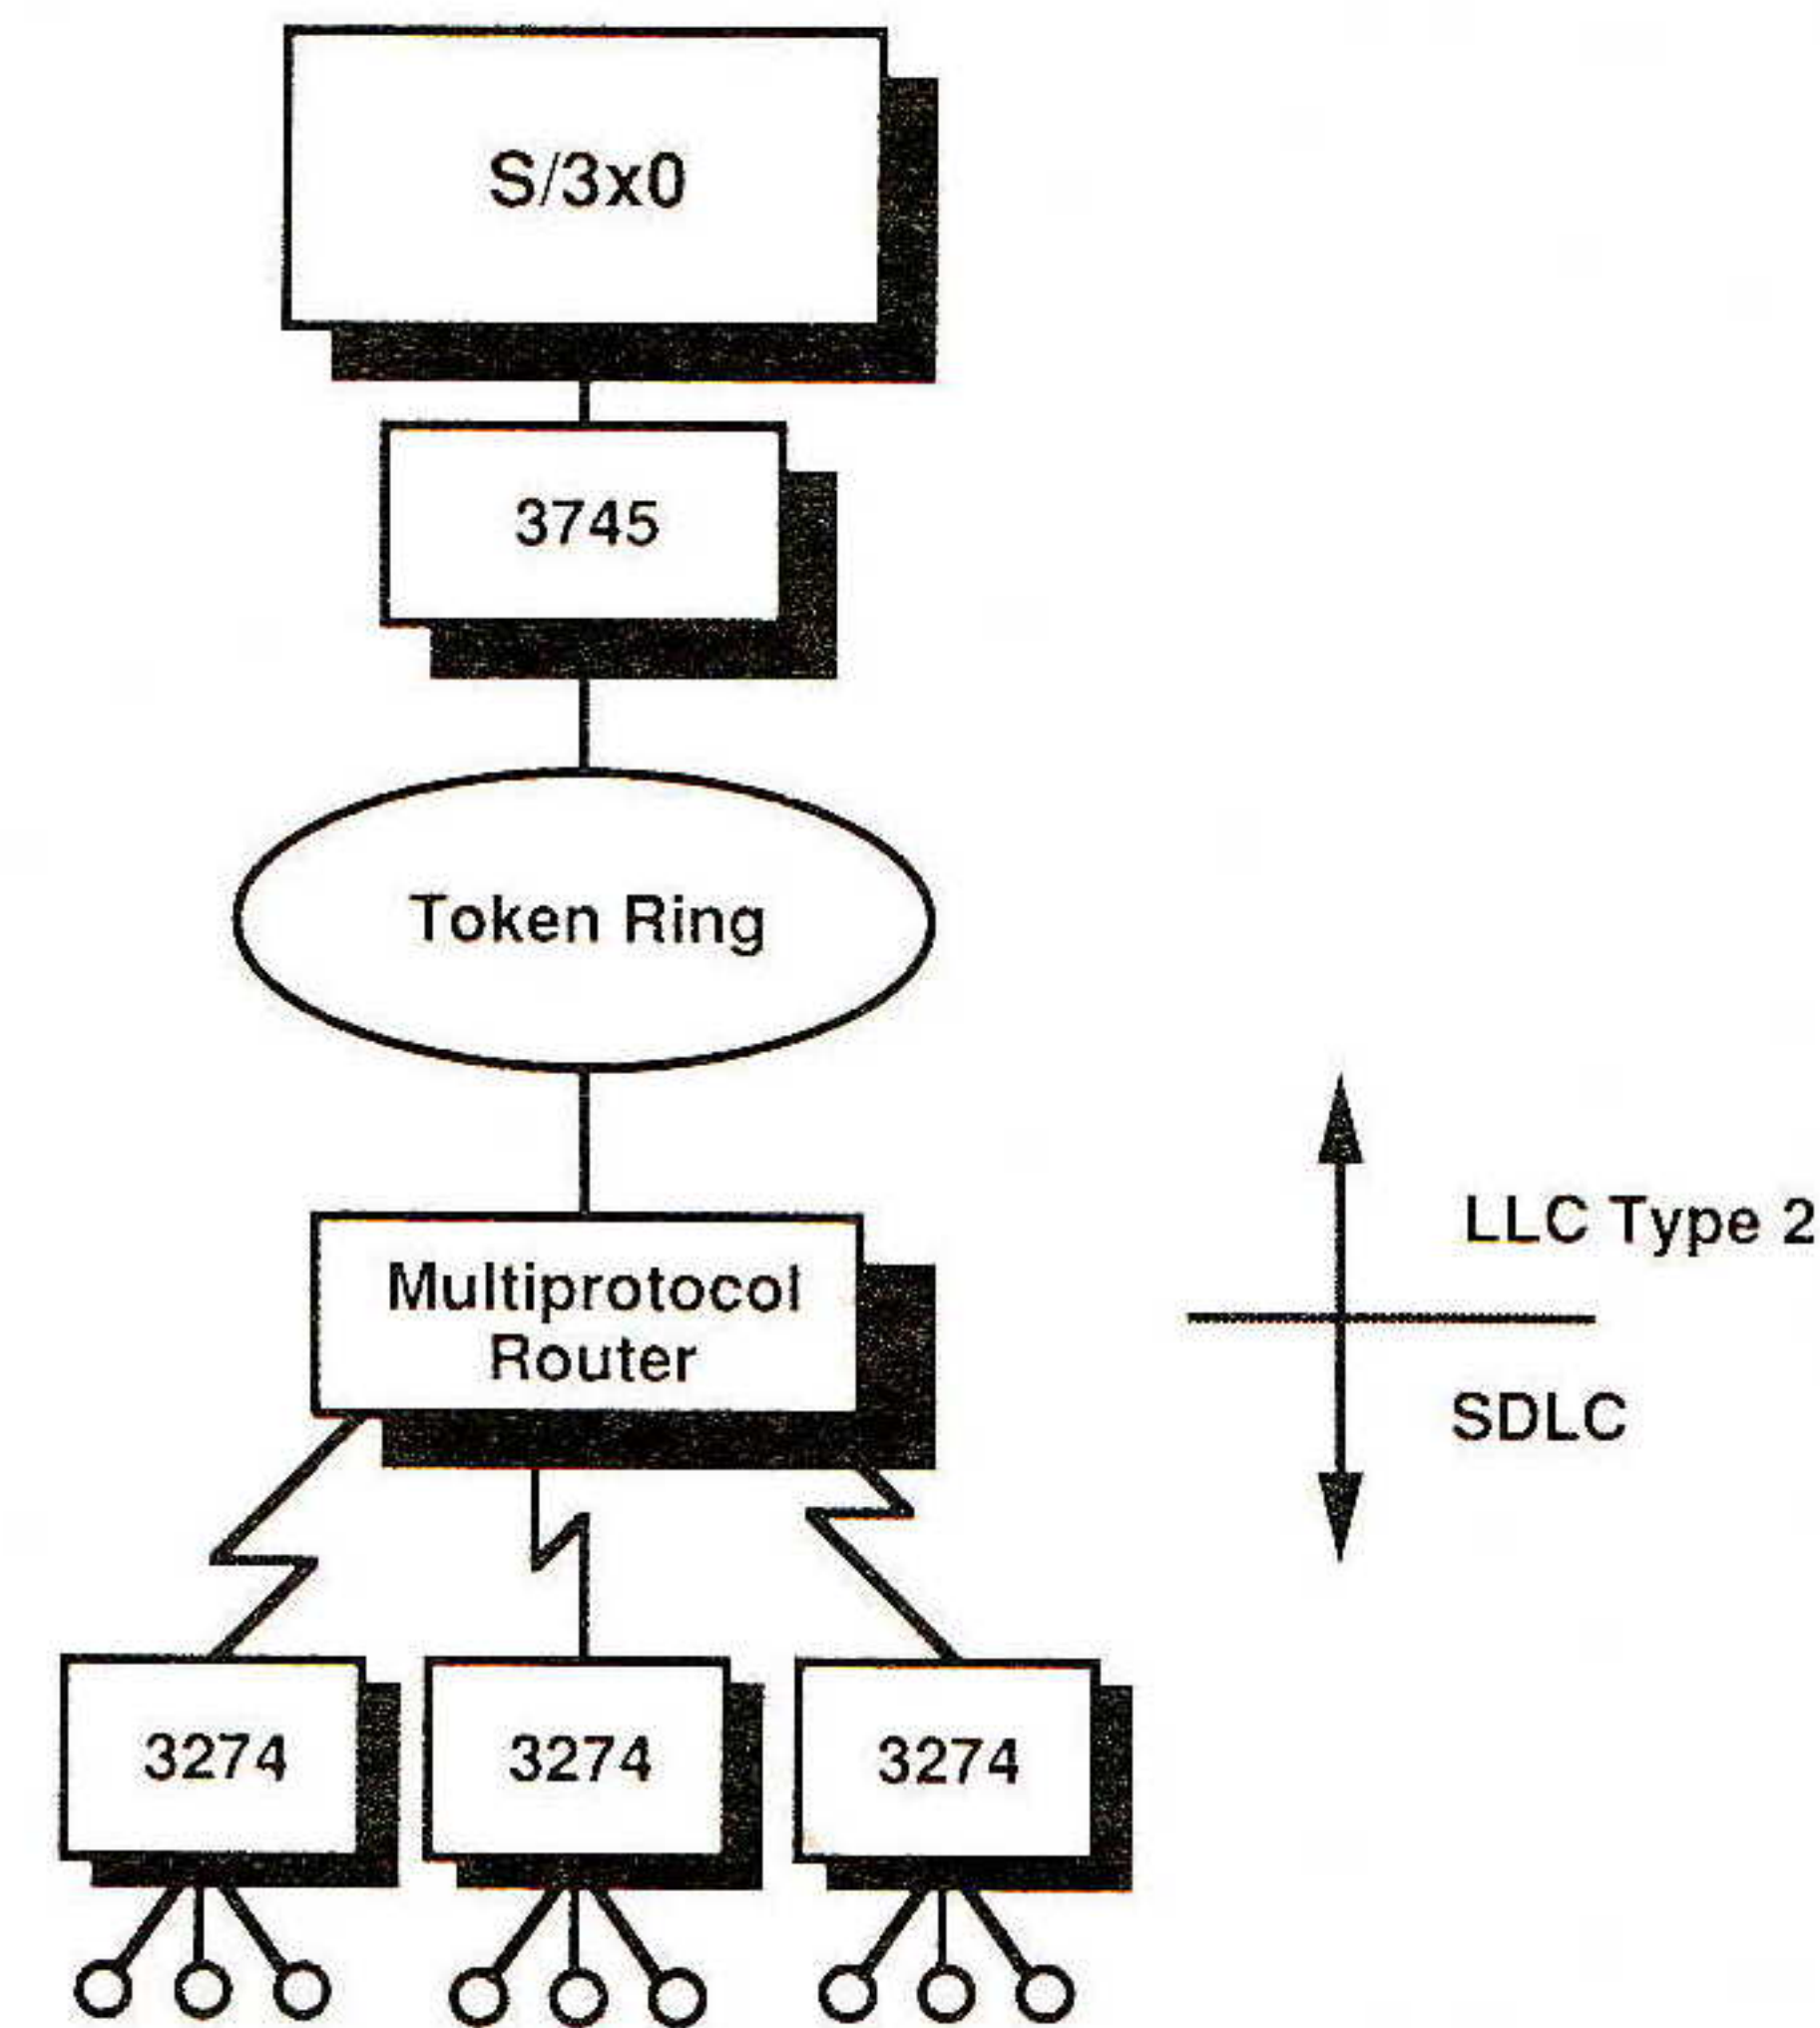 S/3x0
3745
Token Ring
Multiprotocol
Router
LLC Type 2
SDLC
3274
3274
3274